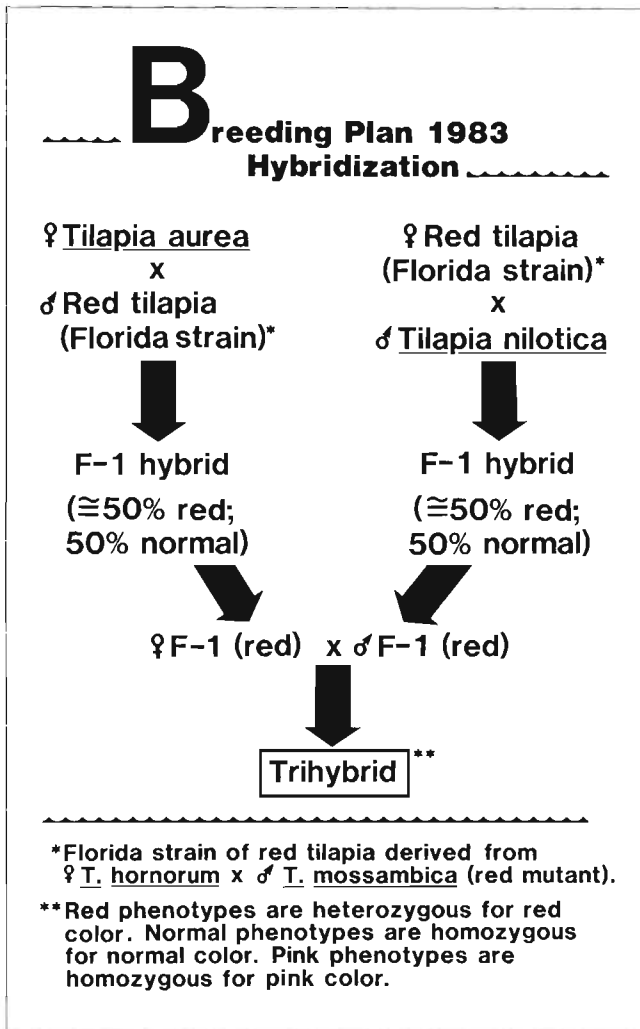 Breeding Plan 1983
Hybridization
♀ Tilapia aurea
x
♂ Red tilapia
(Florida strain)*
♀ Red tilapia
(Florida strain)*
x
♂ Tilapia nilotica
F-1 hybrid
(≅50% red;
50% normal)
F-1 hybrid
(≅50% red;
50% normal)
♀ F-1 (red) x ♂ F-1 (red)
Trihybrid**
*Florida strain of red tilapia derived from
♀ T. hornorum x ♂ T. mossambica (red mutant).
**Red phenotypes are heterozygous for red
color. Normal phenotypes are homozygous
for normal color. Pink phenotypes are
homozygous for pink color.